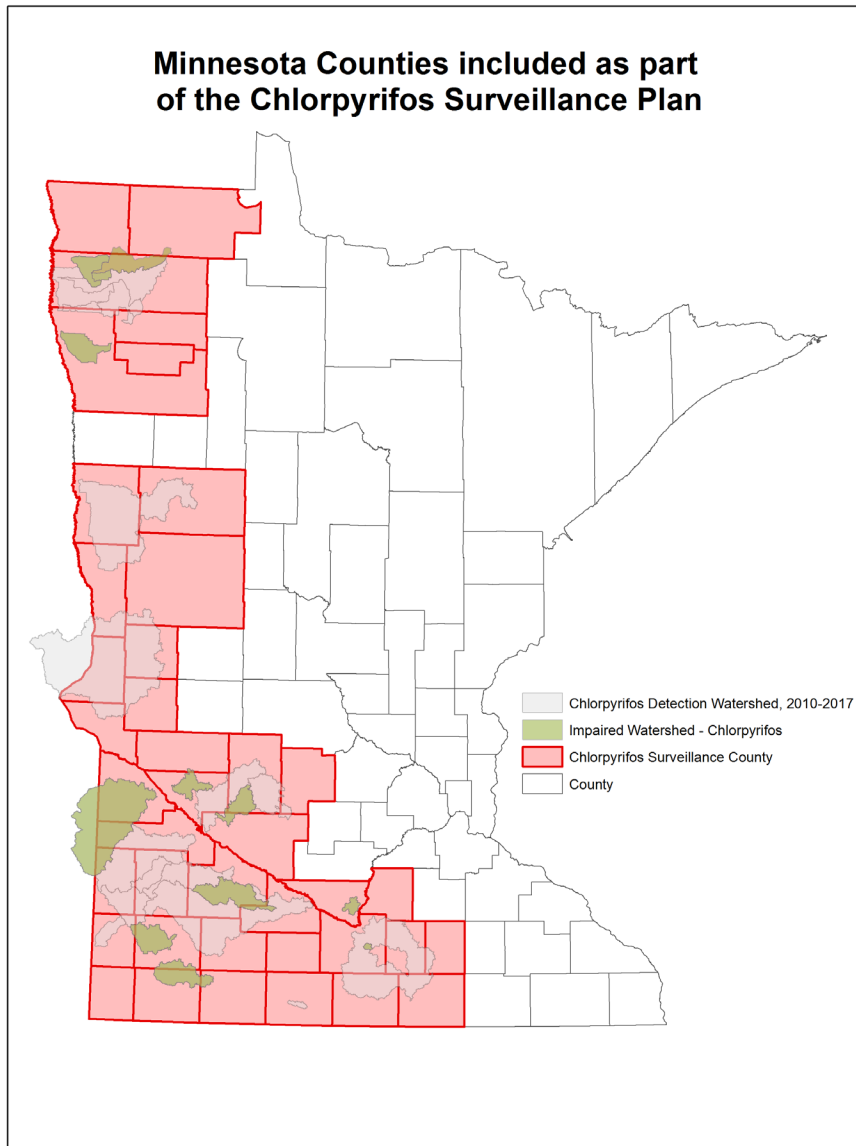 Minnesota Counties included as part
of the Chlorpyrifos Surveillance Plan
Chlorpyrifos Detection Watershed, 2010-2017
Impaired Watershed - Chlorpyrifos
Chlorpyrifos Surveillance County
County